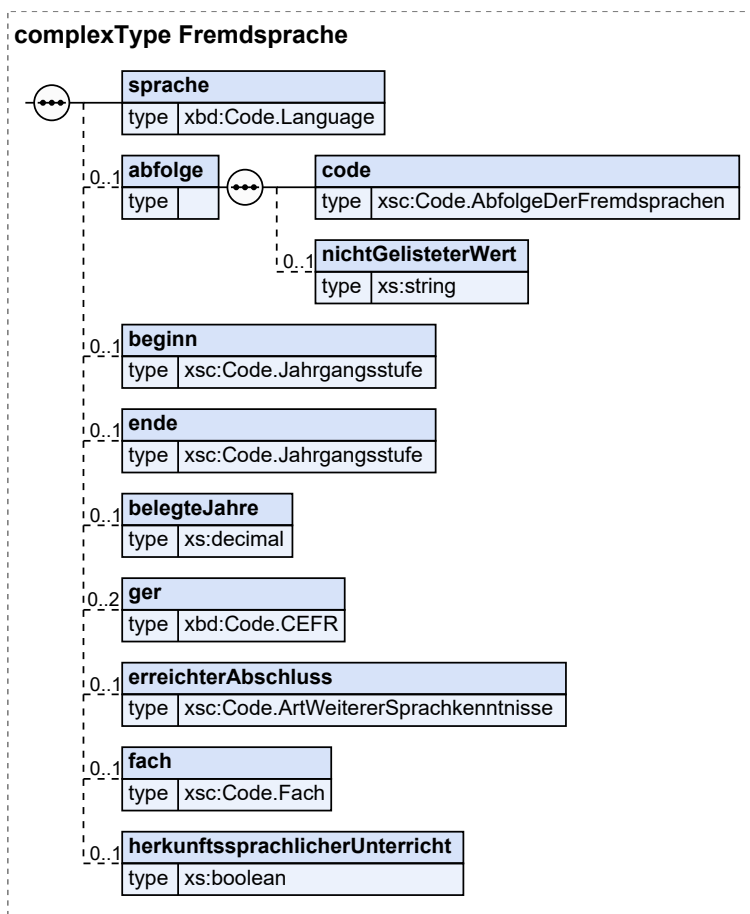 complexType Fremdsprache
sprache
type xbd:Code.Language
0..1 abfolge
type
code
type xsc:Code.AbfolgeDerFremdsprachen
0..1 nichtGelisteterWert
type xs:string
0..1 beginn
type xsc:Code.Jahrgangsstufe
0..1 ende
type xsc:Code.Jahrgangsstufe
0..1 belegteJahre
type xs:decimal
0..2 ger
type xbd:Code.CEFR
0..1 erreichterAbschluss
type xsc:Code.ArtWeitererSprachkenntnisse
0..1 fach
type xsc:Code.Fach
0..1 herkunftssprachlicherUnterricht
type xs:boolean